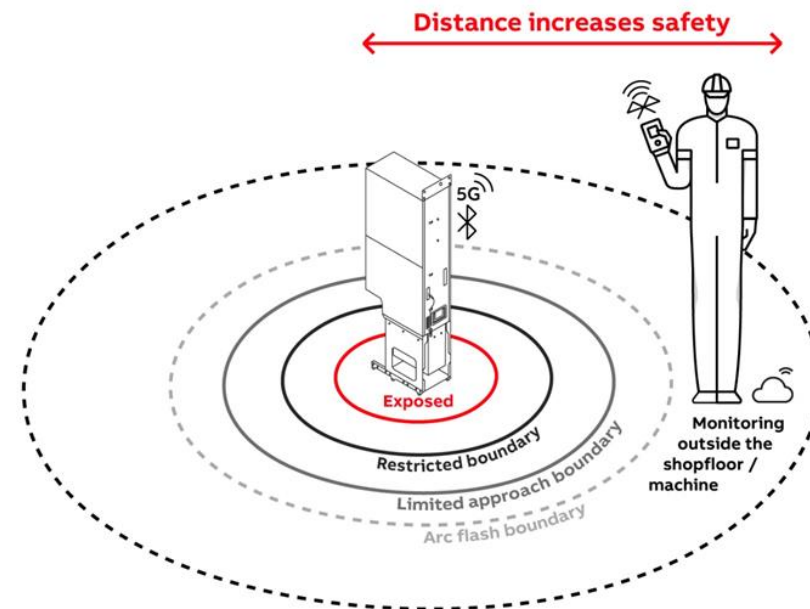 Distance increases safety
5G
Exposed
Restricted boundary
Limited approach boundary
Arc flash boundary
Monitoring
outside the
shopfloor /
machine